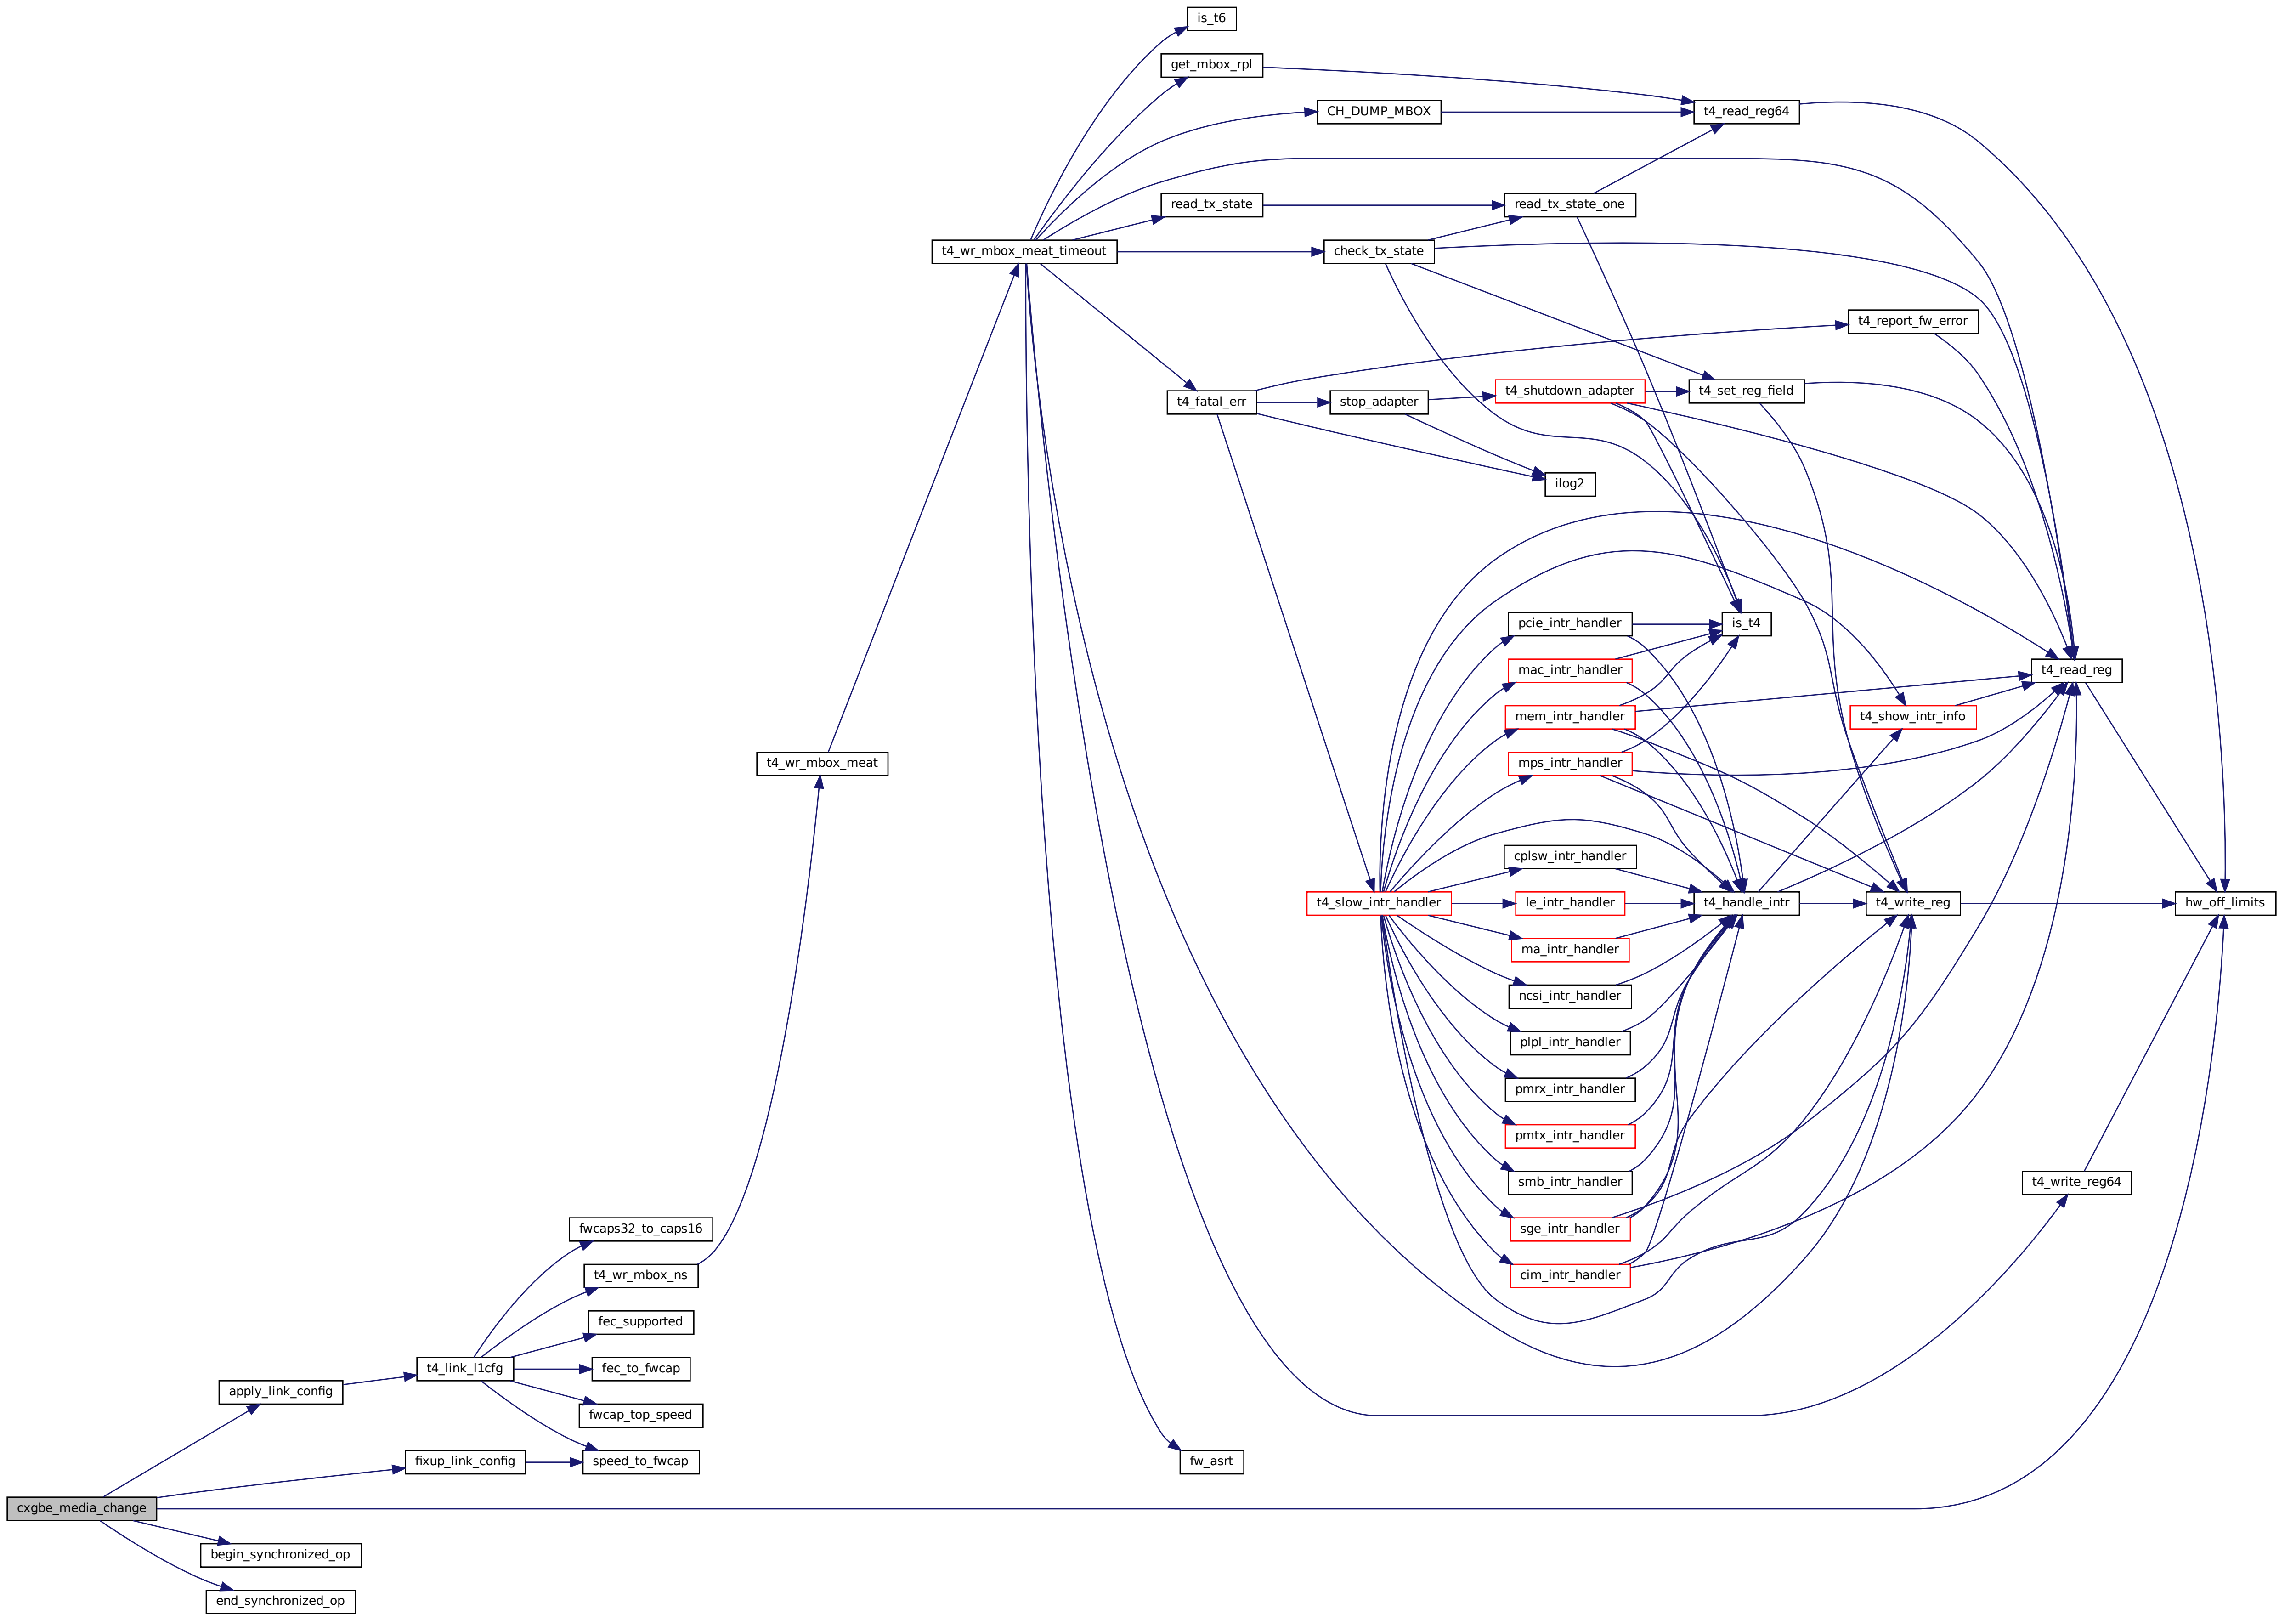 is_t6
get_mbox_rpl
CH_DUMP_MBOX
t4_read_reg64
read_tx_state
read_tx_state_one
t4_wr_mbox_meat_timeout
check_tx_state
t4_report_fw_error
t4_fatal_err
stop_adapter
t4_shutdown_adapter
t4_set_reg_field
ilog2
pcie_intr_handler
is_t4
mac_intr_handler
t4_read_reg
mem_intr_handler
t4_show_intr_info
t4_wr_mbox_meat
mps_intr_handler
cplsw_intr_handler
t4_slow_intr_handler
le_intr_handler
t4_handle_intr
t4_write_reg
hw_off_limits
ma_intr_handler
ncsi_intr_handler
plpl_intr_handler
pmrx_intr_handler
pmtx_intr_handler
smb_intr_handler
t4_write_reg64
fwcaps32_to_caps16
sge_intr_handler
t4_wr_mbox_ns
cim_intr_handler
fec_supported
t4_link_l1cfg
fec_to_fwcap
apply_link_config
fwcap_top_speed
fixup_link_config
speed_to_fwcap
fw_asrt
cxgbe_media_change
begin_synchronized_op
end_synchronized_op